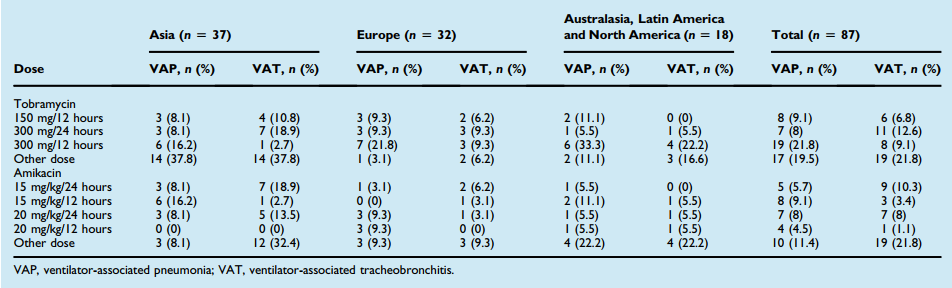 Asia (n = 37) Europe (n = 32) Australasia, Latin America and North America (n = 18) Total (n = 87)
Dose VAP, n (%) VAT, n (%) VAP, n (%) VAT, n (%) VAP, n (%) VAT, n (%) VAP, n (%) VAT, n (%)
Tobramycin
150 mg/12 hours 3 (8.1) 4 (10.8) 3 (9.3) 2 (6.2) 2 (11.1) 0 (0) 8 (9.1) 6 (6.8)
300 mg/24 hours 3 (8.1) 7 (18.9) 3 (9.3) 3 (9.3) 1 (5.5) 1 (5.5) 7 (8) 11 (12.6)
300 mg/12 hours 6 (16.2) 1 (2.7) 7 (21.8) 3 (9.3) 6 (33.3) 4 (22.2) 19 (21.8) 8 (9.1)
Other dose 14 (37.8) 14 (37.8) 1 (3.1) 2 (6.2) 2 (11.1) 3 (16.6) 17 (19.5) 19 (21.8)
Amikacin
15 mg/kg/24 hours 3 (8.1) 7 (18.9) 1 (3.1) 2 (6.2) 1 (5.5) 0 (0) 5 (5.7) 9 (10.3)
15 mg/kg/12 hours 6 (16.2) 1 (2.7) 0 (0) 1 (3.1) 2 (11.1) 1 (5.5) 8 (9.1) 3 (3.4)
20 mg/kg/24 hours 3 (8.1) 5 (13.5) 3 (9.3) 1 (3.1) 1 (5.5) 1 (5.5) 7 (8) 7 (8)
20 mg/kg/12 hours 0 (0) 0 (0) 3 (9.3) 0 (0) 1 (5.5) 1 (5.5) 4 (4.5) 1 (1.1)
Other dose 3 (8.1) 12 (32.4) 3 (9.3) 3 (9.3) 4 (22.2) 4 (22.2) 10 (11.4) 19 (21.8)
VAP, ventilator-associated pneumonia; VAT, ventilator-associated tracheobronchitis.